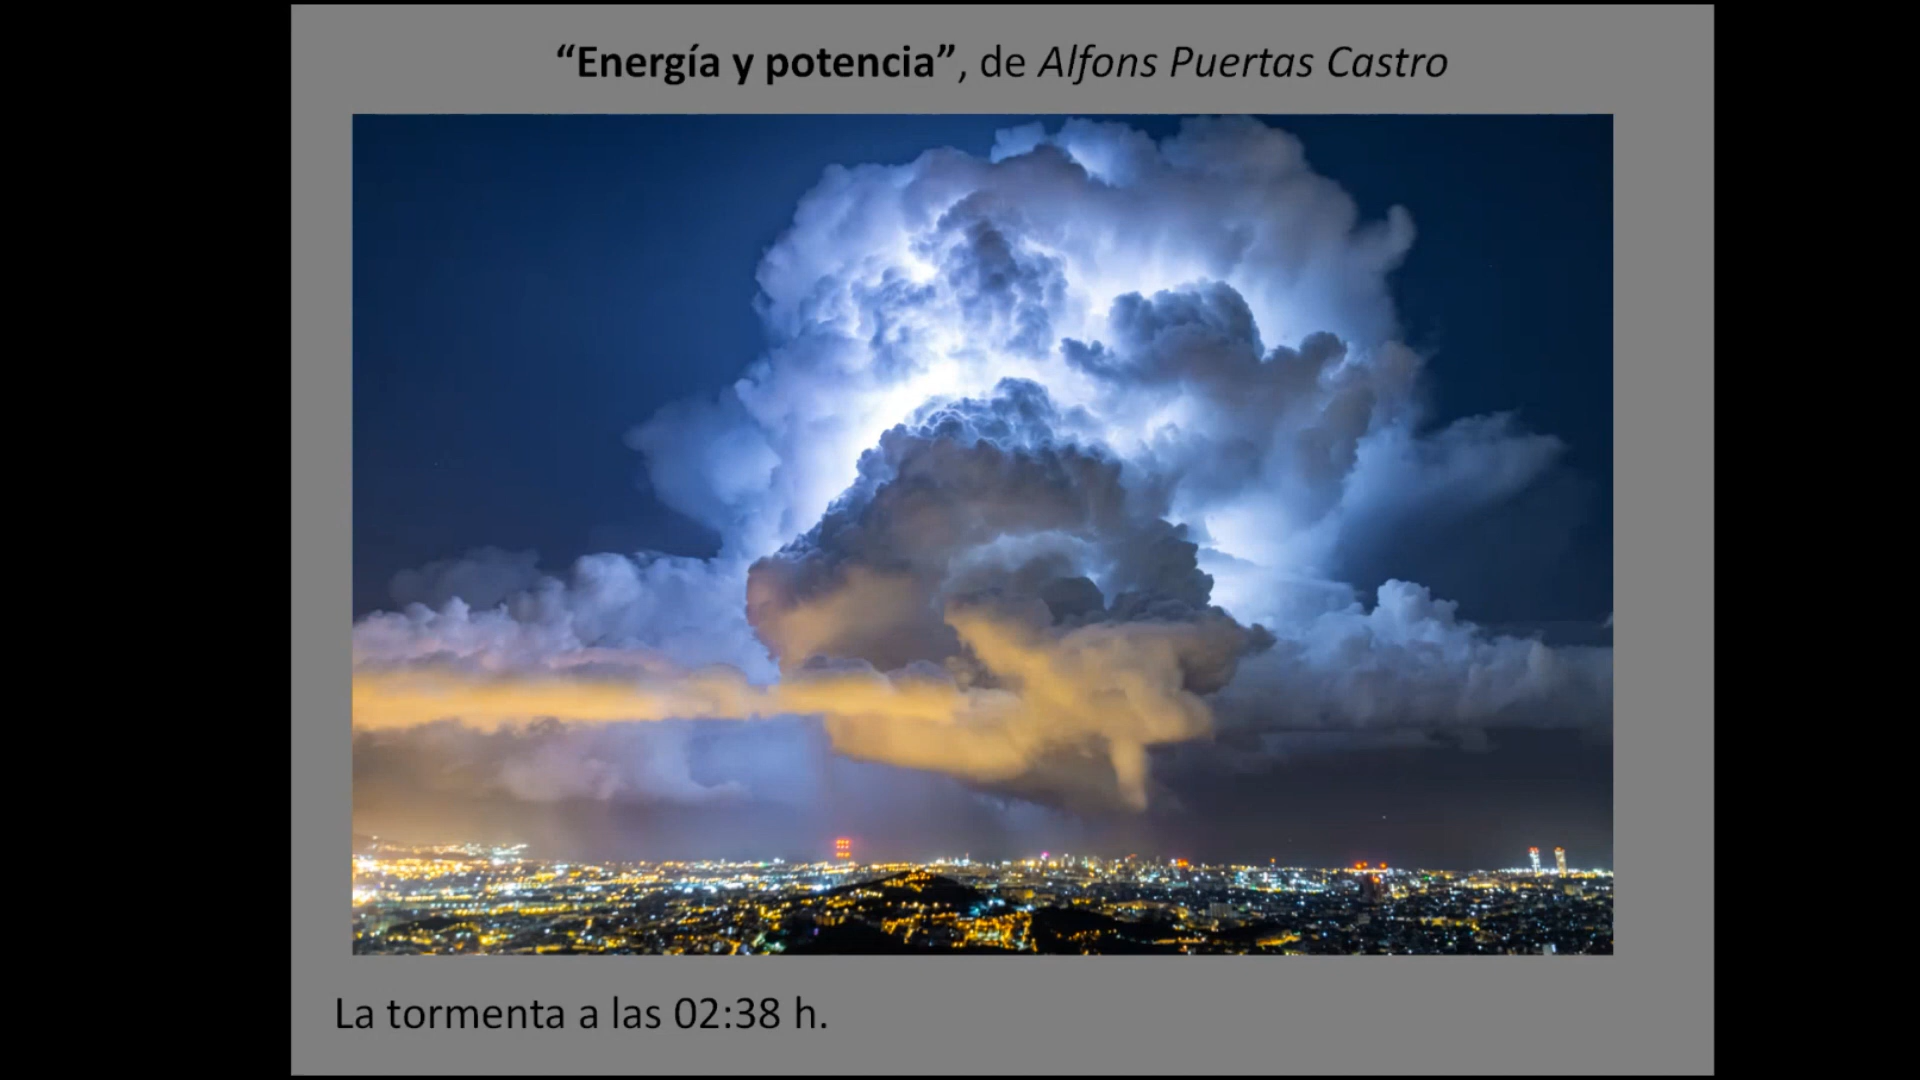 “Energía y potencia”, de Alfons Puertas Castro
La tormenta a las 02:38 h.